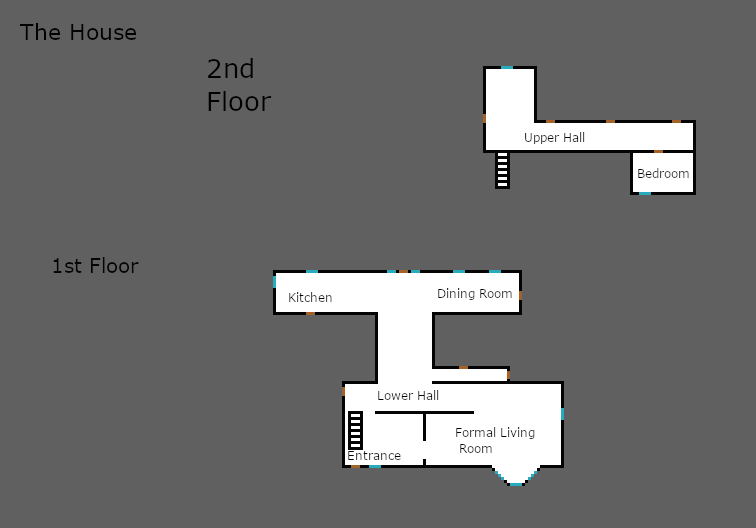 The House
2nd
Floor
Upper Hall
Bedroom
1st Floor
Kitchen
Dining Room
Lower Hall
Formal Living
Room
Entrance